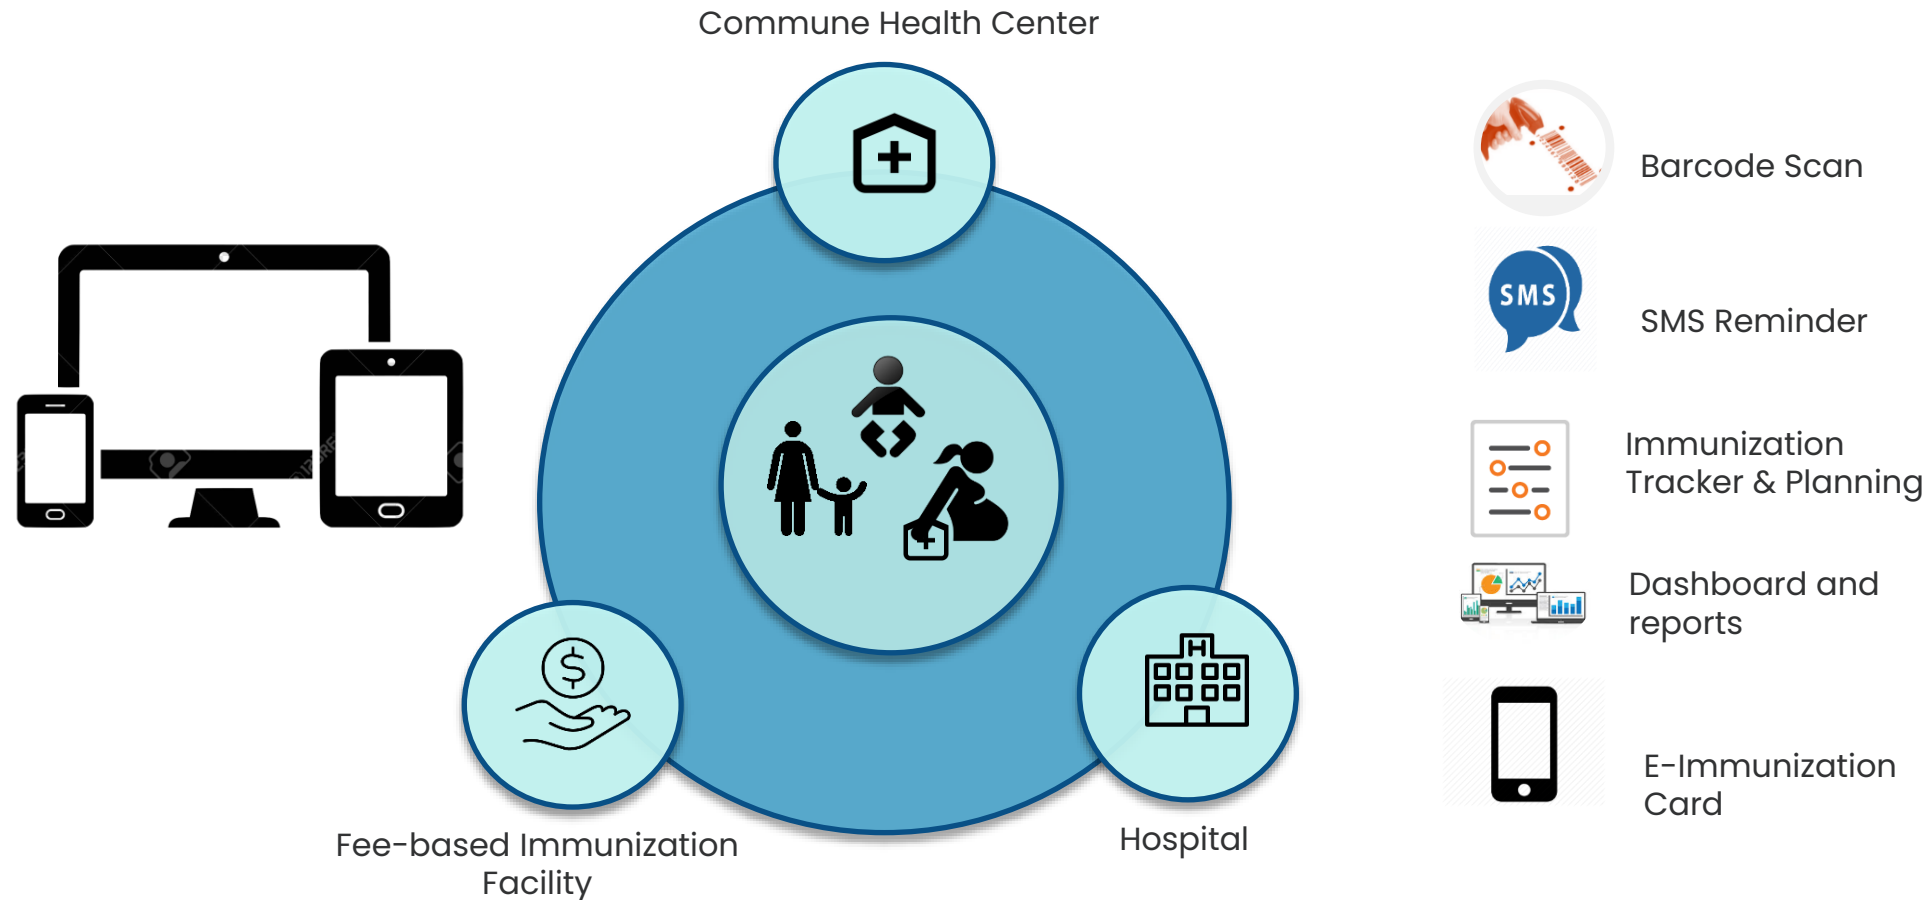 Commune Health Center
Barcode Scan
SMS
SMS Reminder
Immunization
Tracker & Planning
Dashboard and
reports
H
E-Immunization
Card
Hospital
Fee-based Immunization
Facility